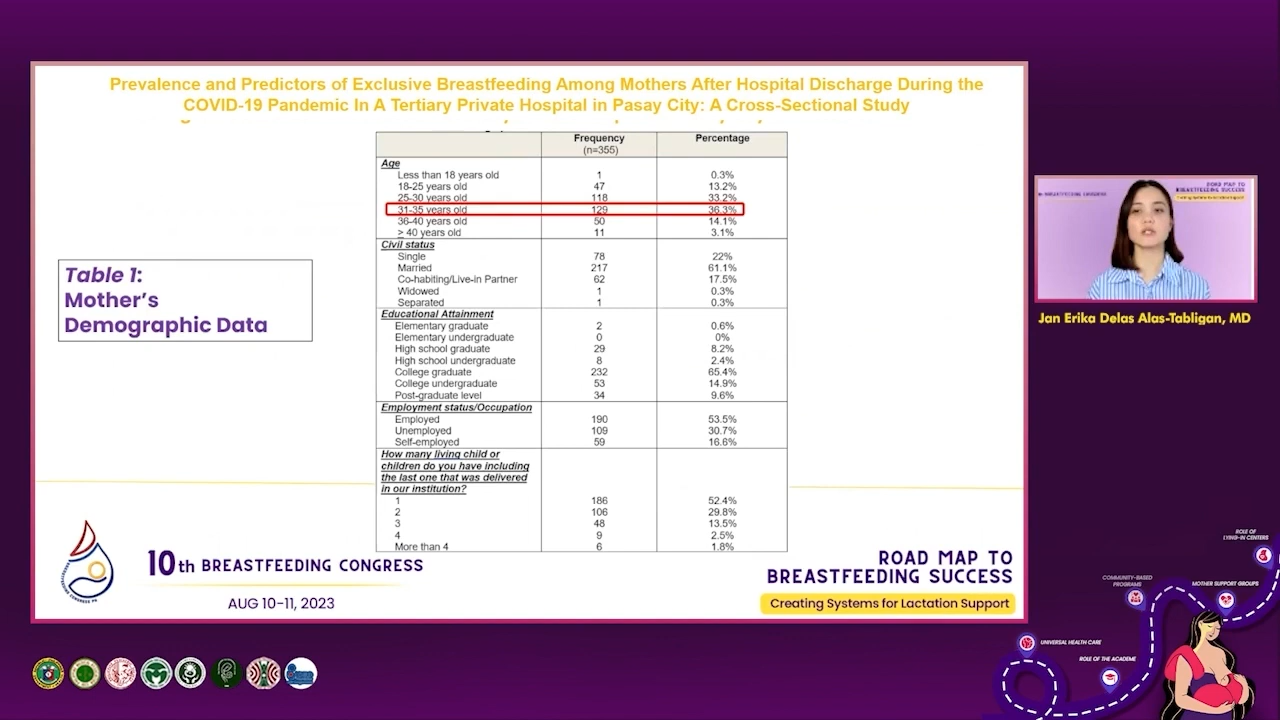 Prevalence and Predictors of Exclusive Breastfeeding Among Mothers After Hospital Discharge During the
COVID-19 Pandemic In A Tertiary Private Hospital in Pasay City: A Cross-Sectional Study
Table 1:
Mother's
Demographic Data
Frequency Percentage
(n=355)
Age
Less than 18 years old 1 0.3%
18-25 years old 47 13.2%
25-30 years old 118 33.2%
31-35 years old 129 36.3%
36-40 years old 50 14.1%
≥ 40 years old 11 3.1%
Civil status
Single 78 22%
Married 217 61.1%
Co-habiting/Live-in Partner 62 17.5%
Widowed 1 0.3%
Separated 1 0.3%
Educational Attainment
Elementary graduate 2 0.6%
Elementary undergraduate 0 0%
High school graduate 29 8.2%
High school undergraduate 8 2.4%
College graduate 232 65.4%
College undergraduate 53 14.9%
Post-graduate level 34 9.6%
Employment status/Occupation
Employed 190 53.5%
Unemployed 109 30.7%
Self-employed 59 16.6%
How many living child or
children do you have including
the last one that was delivered
in our institution?
1 186 52.4%
2 106 29.8%
3 48 13.5%
4 9 2.5%
More than 4 6 1.8%
10th BREASTFEEDING CONGRESS
AUG 10-11, 2023
ROAD MAP TO
BREASTFEEDING SUCCESS
Creating Systems for Lactation Support
ROAD MAP TO
BREASTFEEDING SUCCESS
Jan Erika Delas Alas-Tabligan, MD
ROLE OF
LYING-IN CENTERS
COMMUNITY-BASED
PROGRAMS
MOTHER SUPPORT GROUPS
UNIVERSAL HEALTH CARE
ROLE OF THE ACADEME